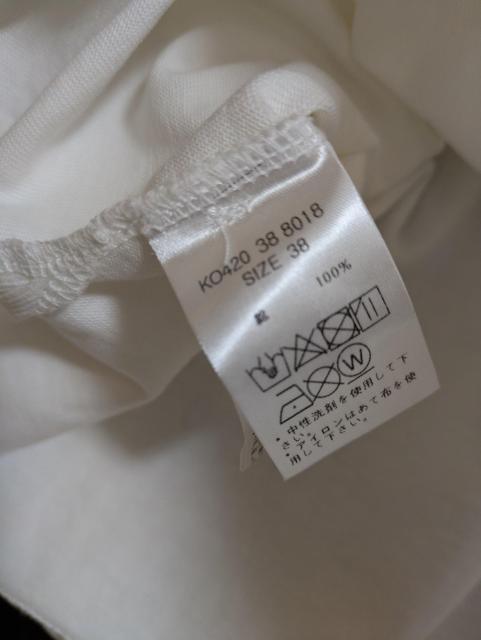 KO420 38 8018
SIZE 38
綿 100%
W
・中性洗剤を使用して下
さい。
・アイロンはあて布を使
用して下さい。